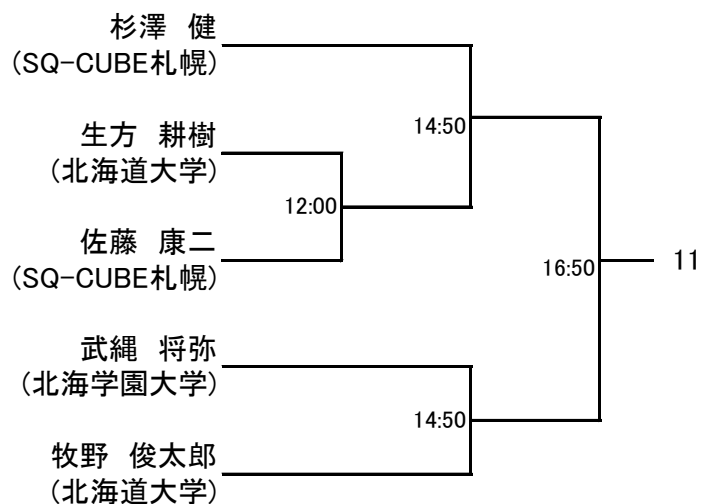 杉澤　健
(SQ-CUBE札幌)
14:50
生方　耕樹
(北海道大学)
12:00
佐藤　康二
(SQ-CUBE札幌)
16:50
11
武縄　将弥
(北海学園大学)
14:50
牧野　俊太郎
(北海道大学)